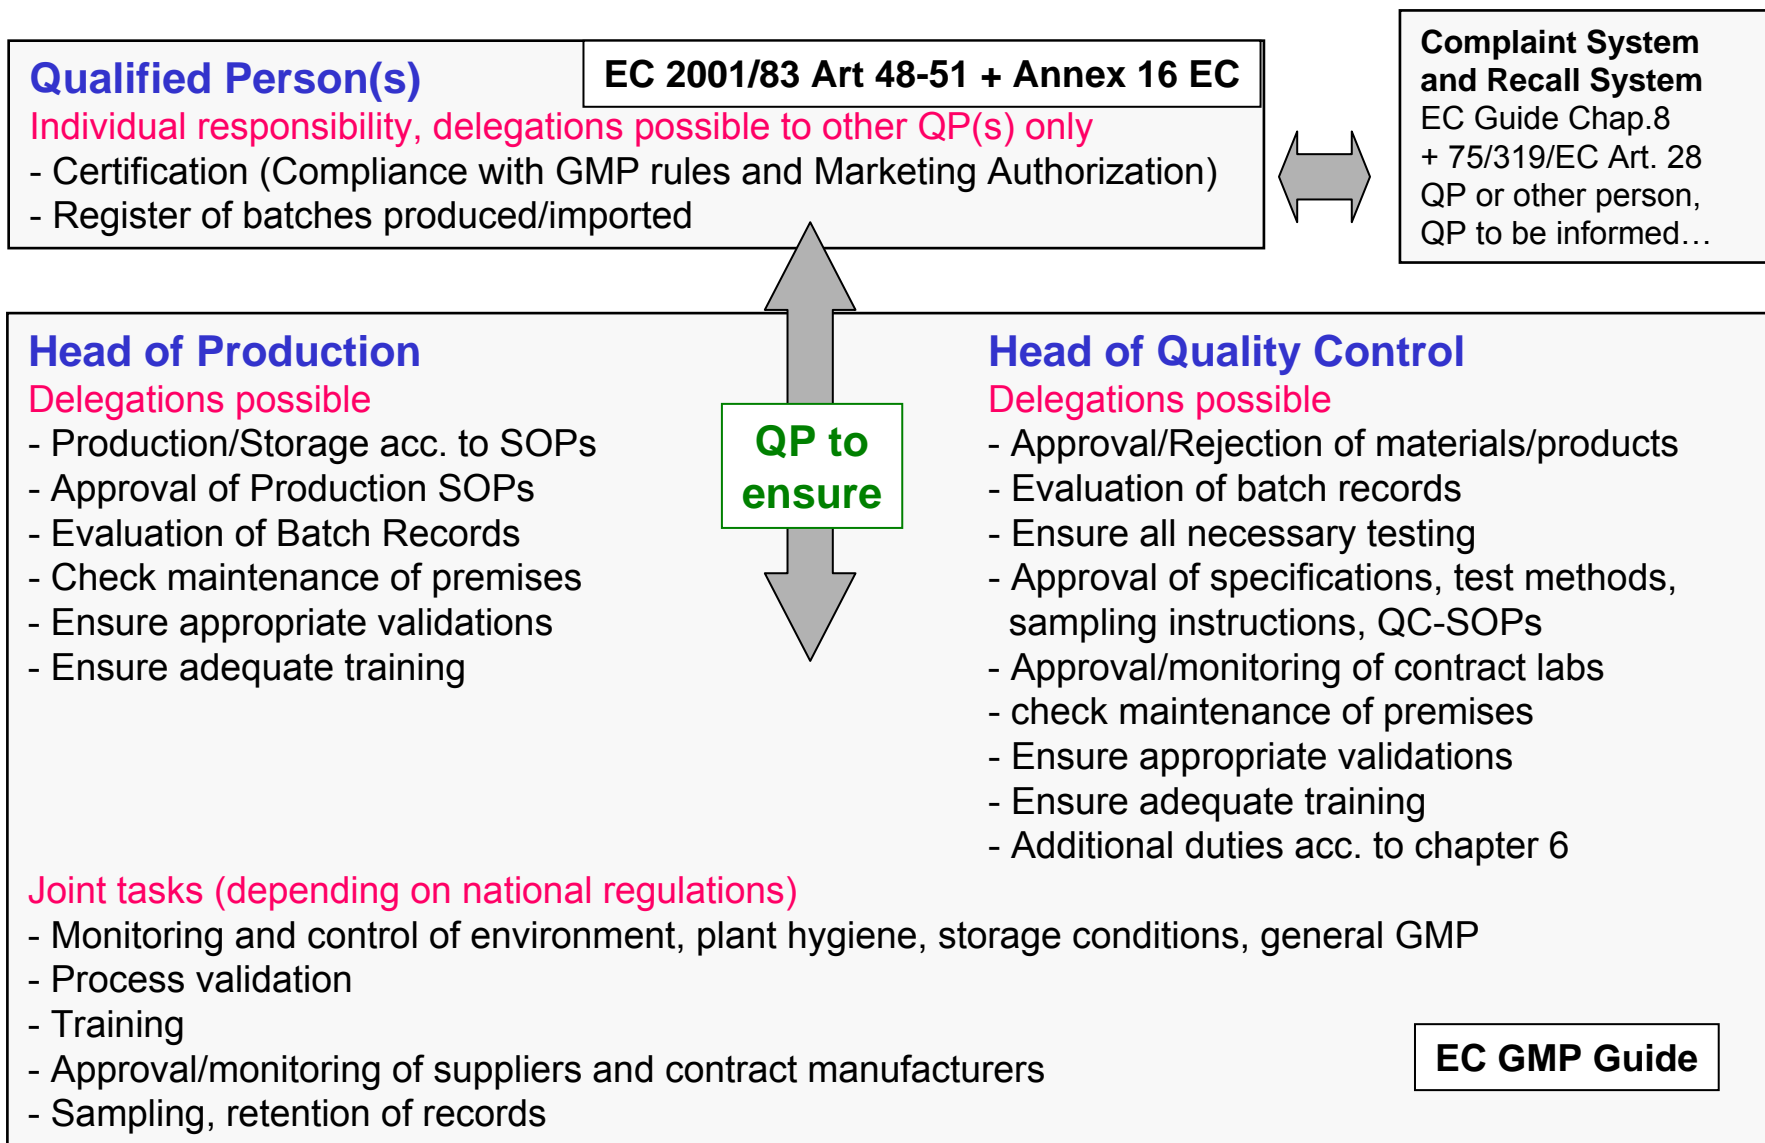 Qualified Person(s)
EC 2001/83 Art 48-51 + Annex 16 EC
Individual responsibility, delegations possible to other QP(s) only
- Certification (Compliance with GMP rules and Marketing Authorization)
- Register of batches produced/imported
Complaint System
and Recall System
EC Guide Chap.8
+ 75/319/EC Art. 28
QP or other person,
QP to be informed…
Head of Production
Delegations possible
- Production/Storage acc. to SOPs
- Approval of Production SOPs
- Evaluation of Batch Records
- Check maintenance of premises
- Ensure appropriate validations
- Ensure adequate training
QP to
ensure
Head of Quality Control
Delegations possible
- Approval/Rejection of materials/products
- Evaluation of batch records
- Ensure all necessary testing
- Approval of specifications, test methods,
sampling instructions, QC-SOPs
- Approval/monitoring of contract labs
- check maintenance of premises
- Ensure appropriate validations
- Ensure adequate training
- Additional duties acc. to chapter 6
Joint tasks (depending on national regulations)
- Monitoring and control of environment, plant hygiene, storage conditions, general GMP
- Process validation
- Training
- Approval/monitoring of suppliers and contract manufacturers
- Sampling, retention of records
EC GMP Guide